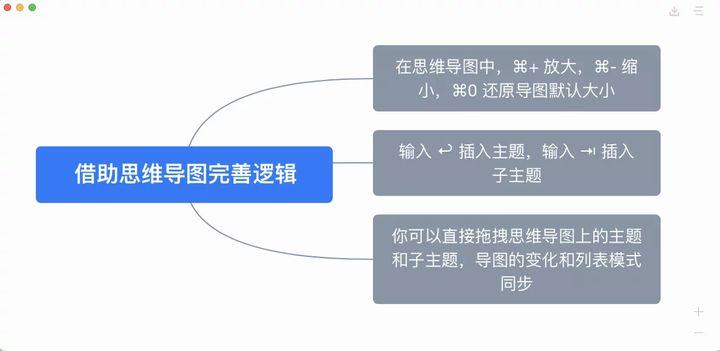 借助思维导图完善逻辑
在思维导图中，⌘+ 放大，⌘- 缩
小，⌘0 还原导图默认大小
输入 ↩ 插入主题，输入 ⇥ 插入
子主题
你可以直接拖拽思维导图上的主题
和子主题，导图的变化和列表模式
同步